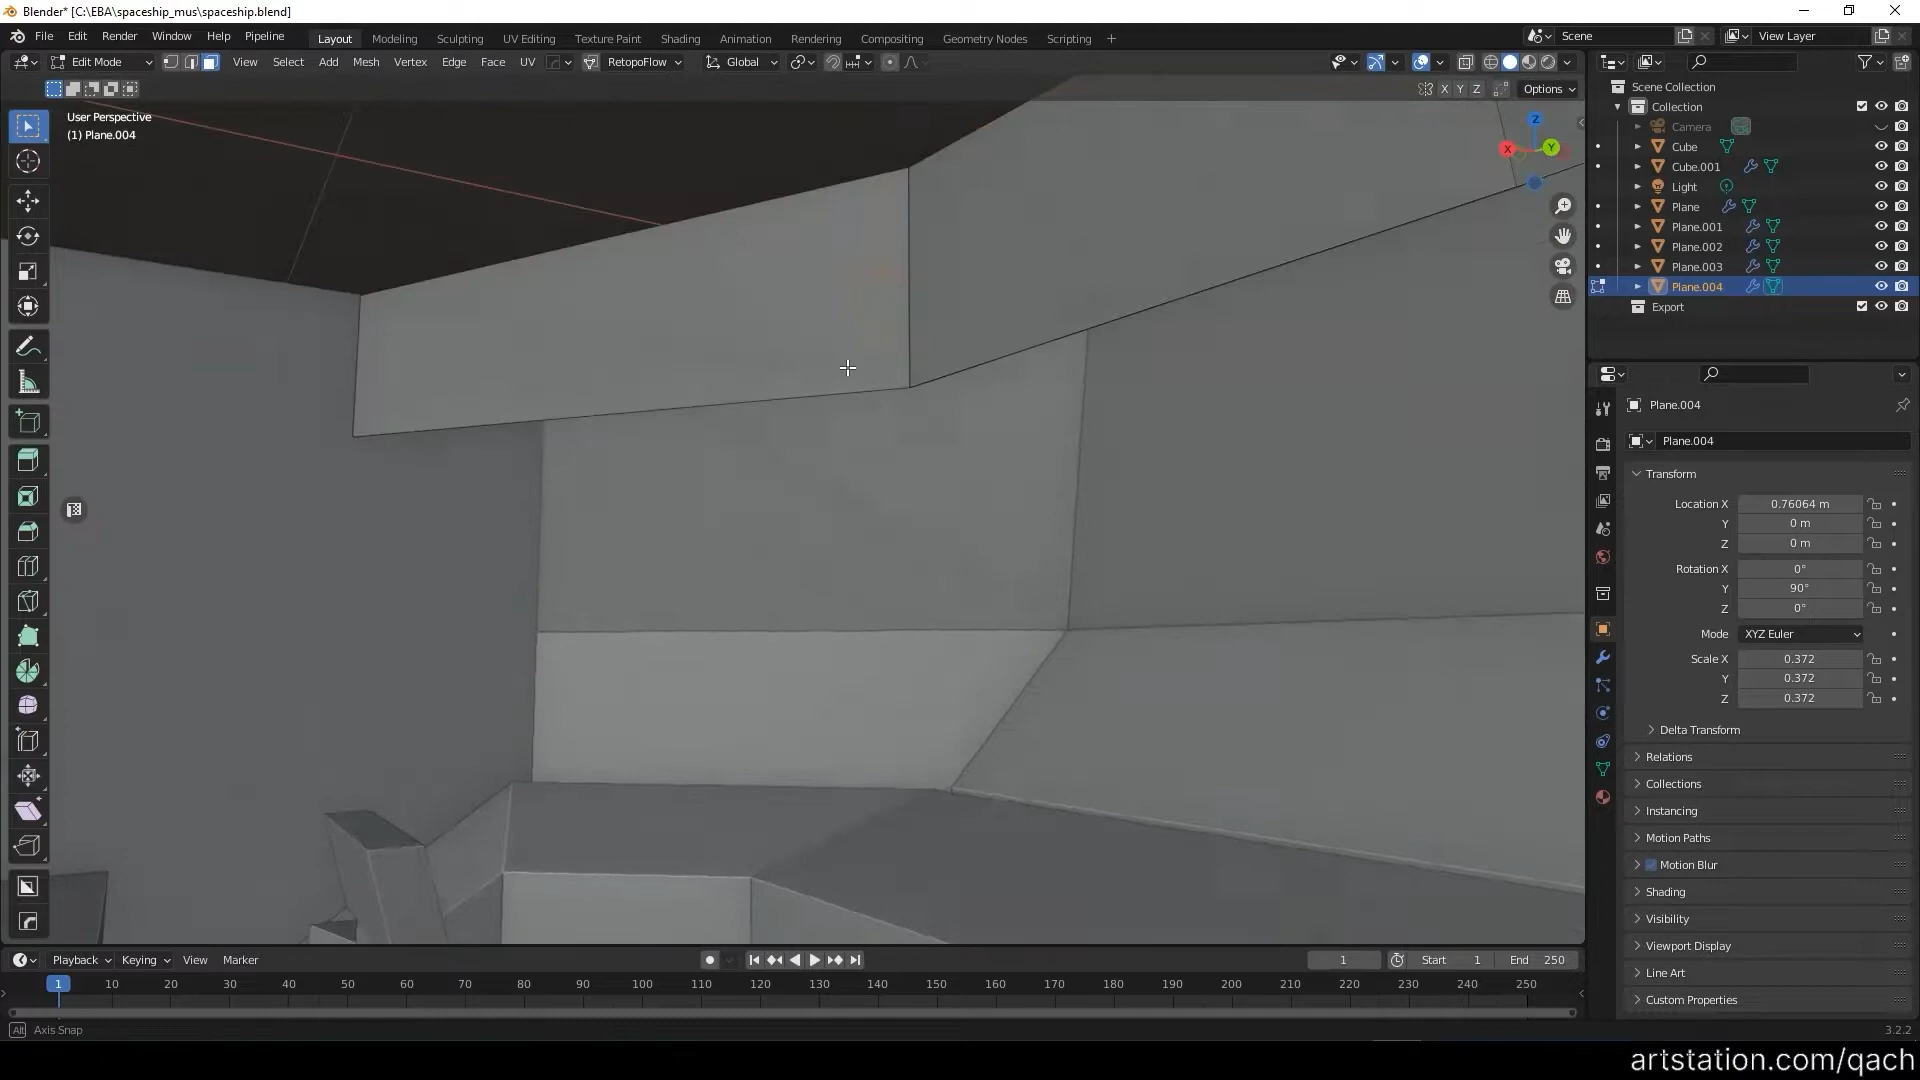 Blender* [C:\EBA\spaceship_mus\spaceship.blend]
File Edit Render Window Help Pipeline Layout Modeling Sculpting UV Editing Texture Paint Shading Animation Rendering Compositing Geometry Nodes Scripting + Scene View Layer
Edit Mode View Select Add Mesh Vertex Edge Face UV RetopoFlow Global
X Y Z Options
User Perspective
(1) Plane.004
Z
X
Y
Scene Collection
Collection
Camera
Cube
Cube.001
Light
Plane
Plane.001
Plane.002
Plane.003
Plane.004
Export
Plane.004
Plane.004
Transform
Location X 0.76064 m
Y 0 m
Z 0 m
Rotation X 0°
Y 90°
Z 0°
Mode XYZ Euler
Scale X 0.372
Y 0.372
Z 0.372
Delta Transform
Relations
Collections
Instancing
Motion Paths
Motion Blur
Shading
Visibility
Viewport Display
Line Art
Custom Properties
Playback Keying View Marker 1 Start 1 End 250
1 10 20 30 40 50 60 70 80 90 100 110 120 130 140 150 160 170 180 190 200 210 220 230 240 250
Alt Axis Snap 3.2.2
artstation.com/qach